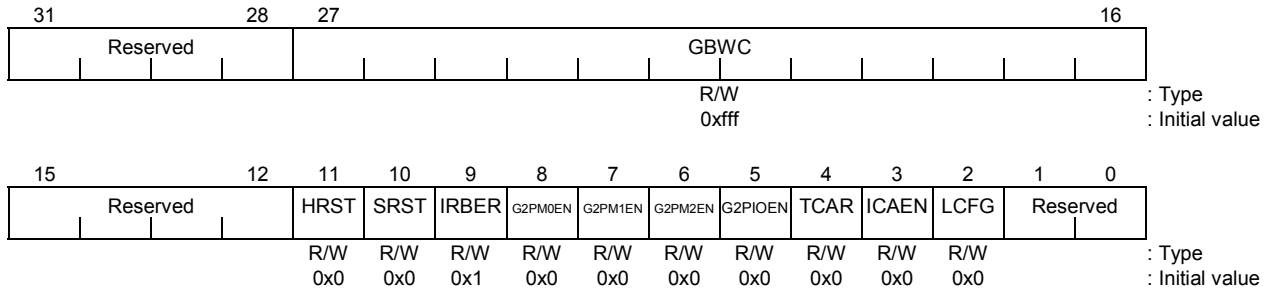 31 28 27 16
Reserved GBWC
R/W : Type
0xfff : Initial value
15 12 11 10 9 8 7 6 5 4 3 2 1 0
Reserved HRST SRST IRBER G2PM0EN G2PM1EN G2PM2EN G2PIOEN TCAR ICAEN LCFG Reserved
R/W R/W R/W R/W R/W R/W R/W R/W R/W R/W : Type
0x0 0x0 0x1 0x0 0x0 0x0 0x0 0x0 0x0 0x0 : Initial value